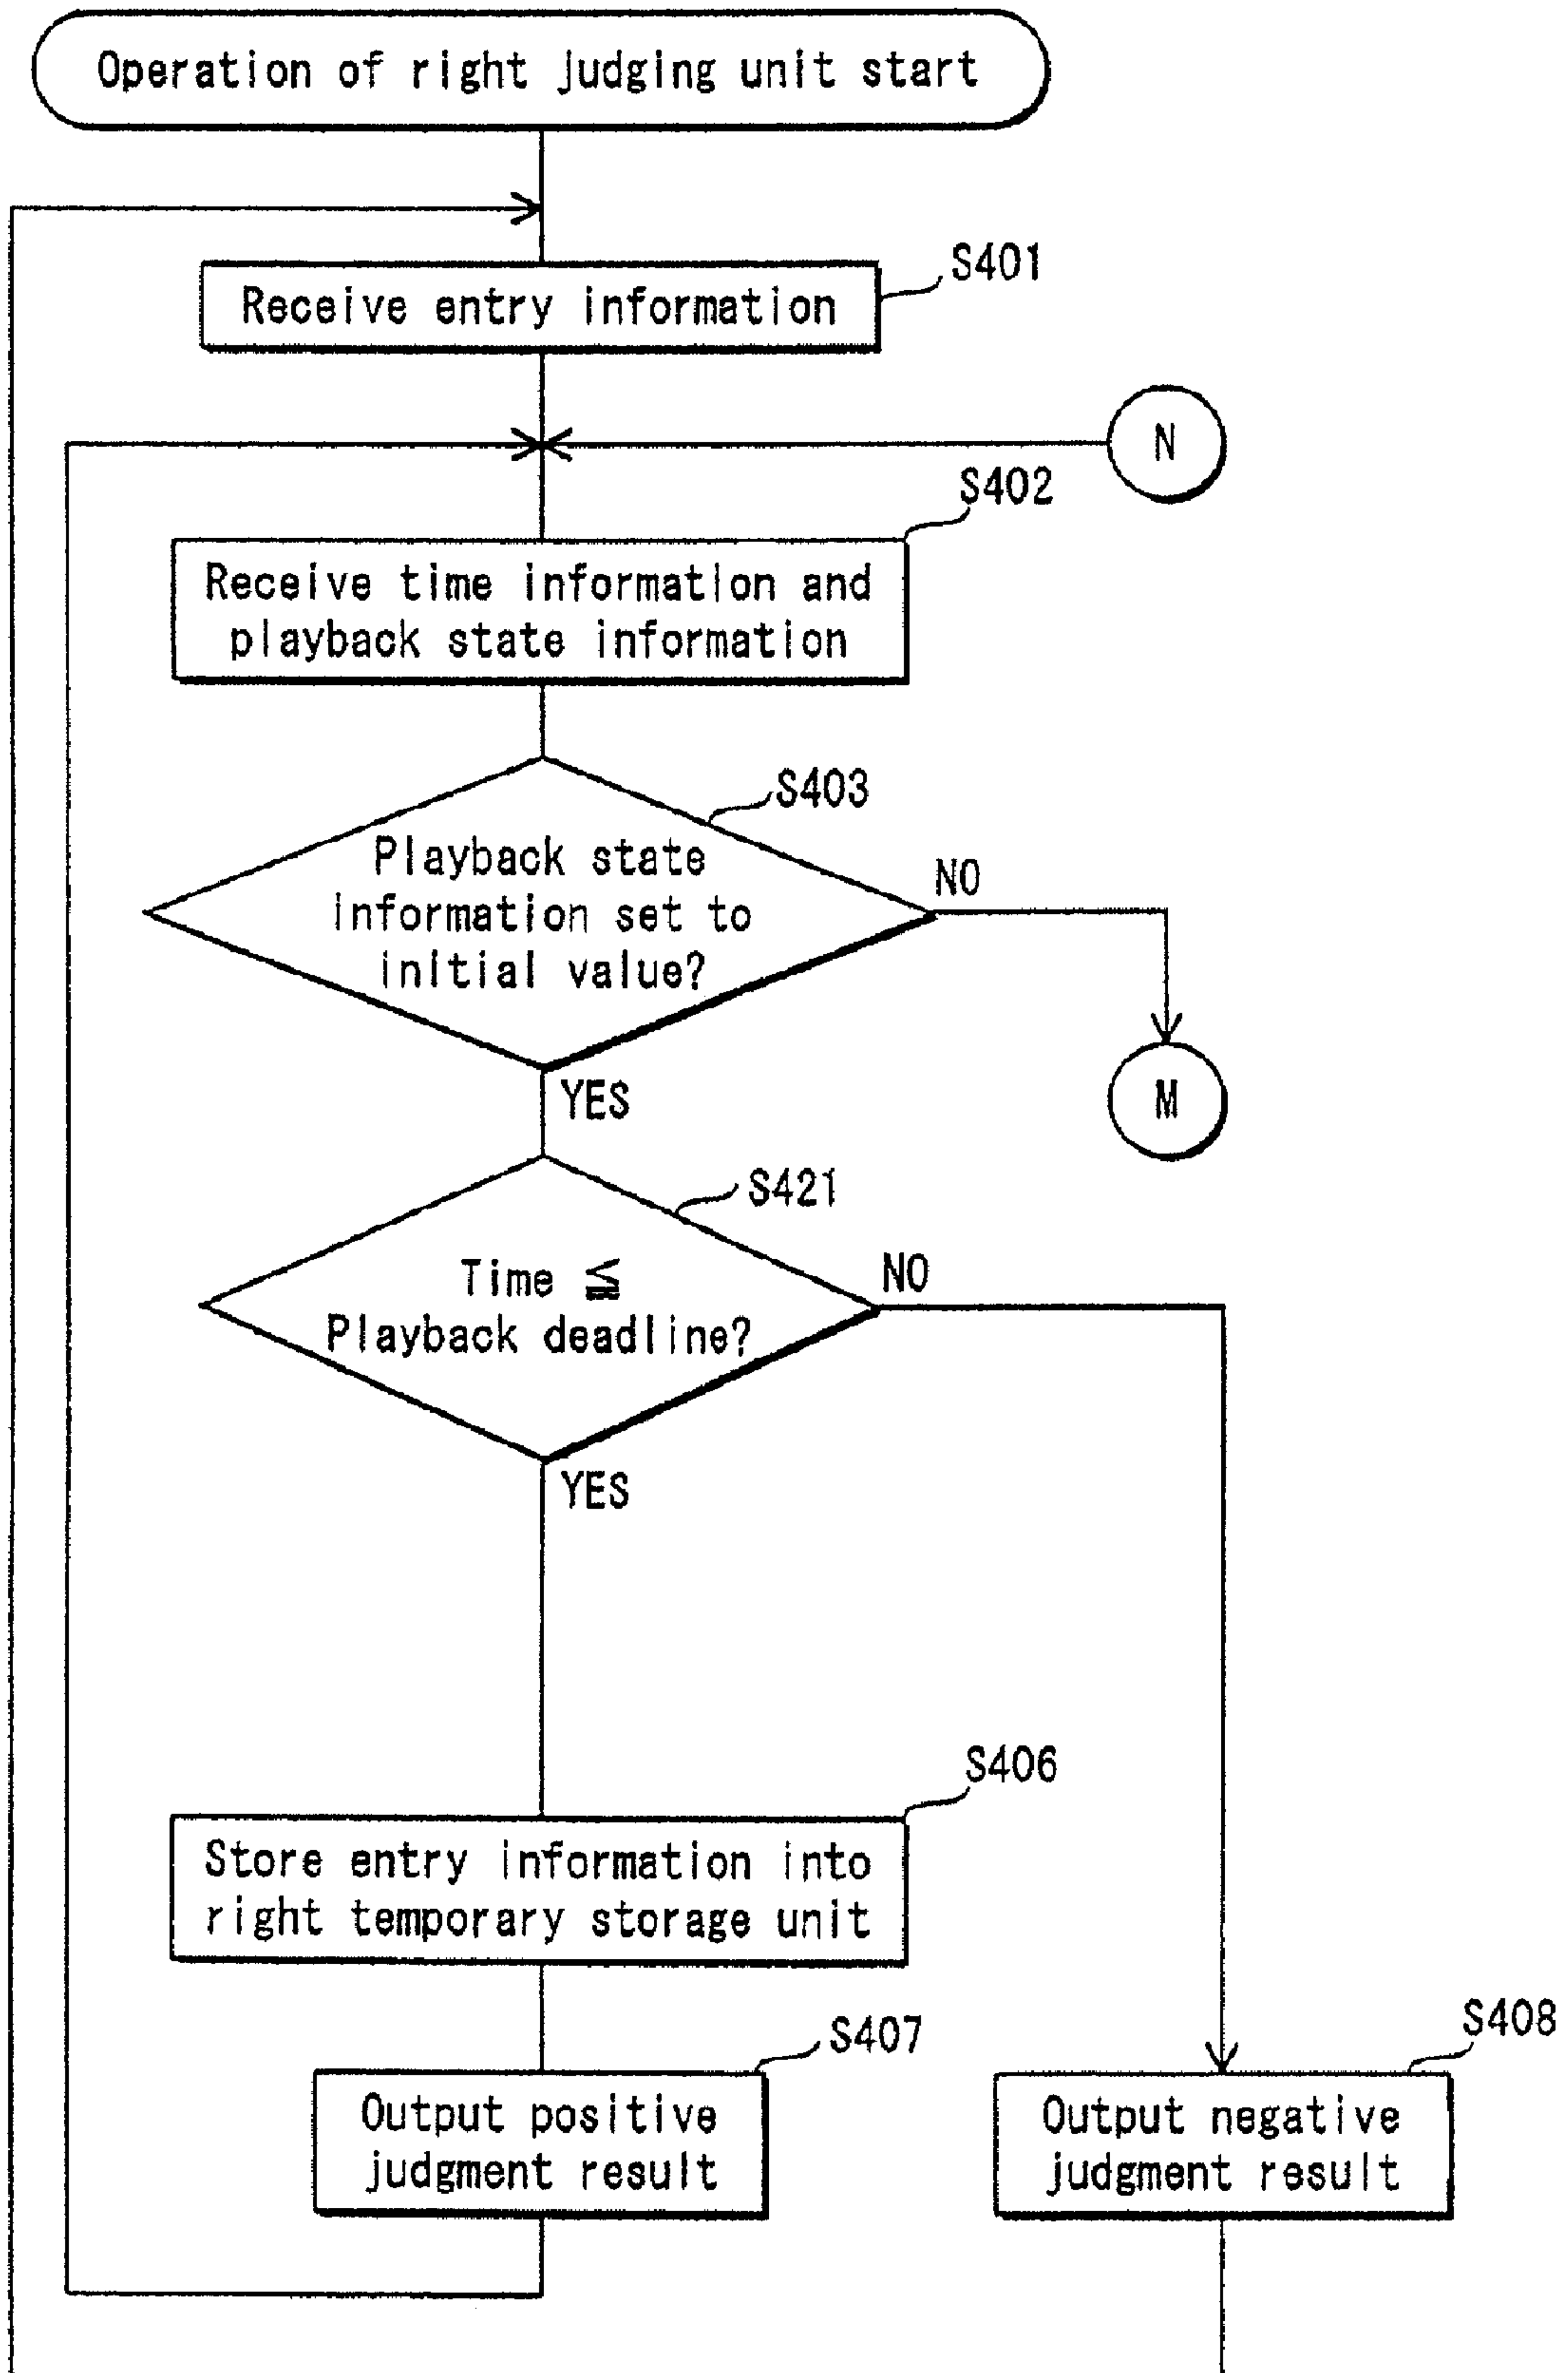 Operation of right judging unit start
S401
Receive entry information
N
S402
Receive time information and
playback state information
S403
Playback state
information set to
initial value?
NO
YES
M
S421
Time ≦
Playback deadline?
NO
YES
S406
Store entry information into
right temporary storage unit
S407
Output positive
judgment result
S408
Output negative
judgment result